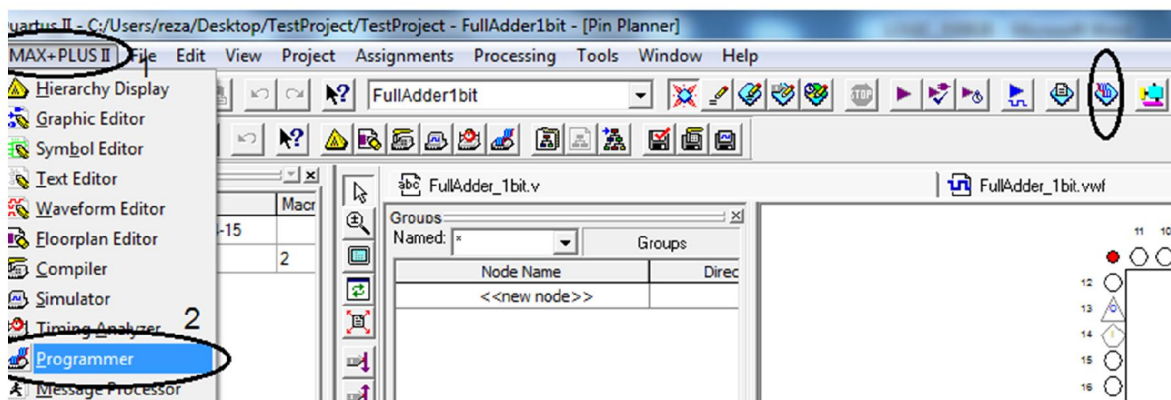 uartus II - C:/Users/reza/Desktop/TestProject/TestProject - FullAdder1bit - [Pin Planner]
MAX+PLUS II File Edit View Project Assignments Processing Tools Window Help
1
Hierarchy Display
FullAdder1bit
STOP
Graphic Editor
Symbol Editor
Text Editor
abc FullAdder_1bit.v
FullAdder_1bit.vwf
Waveform Editor
Macr
Groups
Named: *
Groups
Floorplan Editor
-15
11 10
Compiler
2
Node Name Direc
12
Simulator
<<new node>>
13
Timing Analyzer
2
14
Programmer
15
Message Processor
16